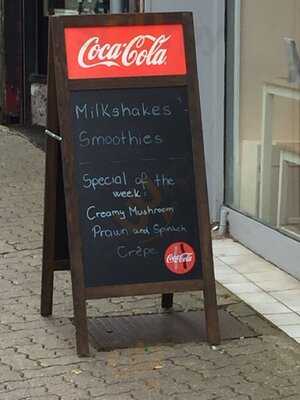 Coca-Cola
Milkshakes
Smoothies
Special of the
week:
Creamy Mushroom
Prawn and Spinach
Crêpe
Coca-Cola